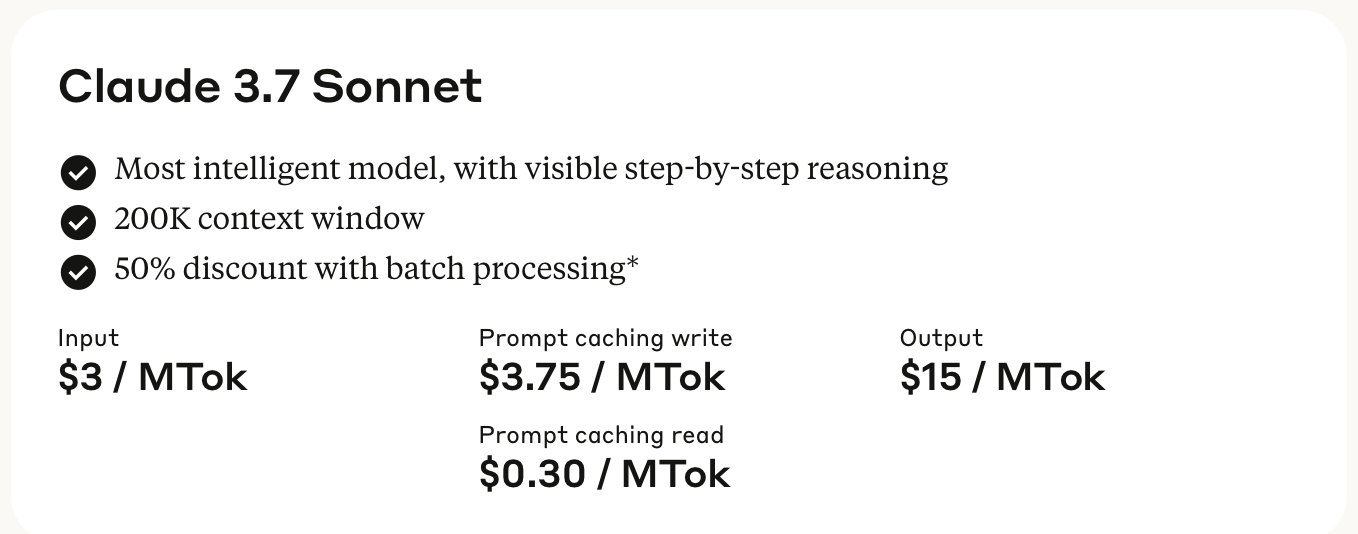 Claude 3.7 Sonnet
Most intelligent model, with visible step-by-step reasoning
200K context window
50% discount with batch processing*
Input
$3 / MTok
Prompt caching write
$3.75 / MTok
Output
$15 / MTok
Prompt caching read
$0.30 / MTok